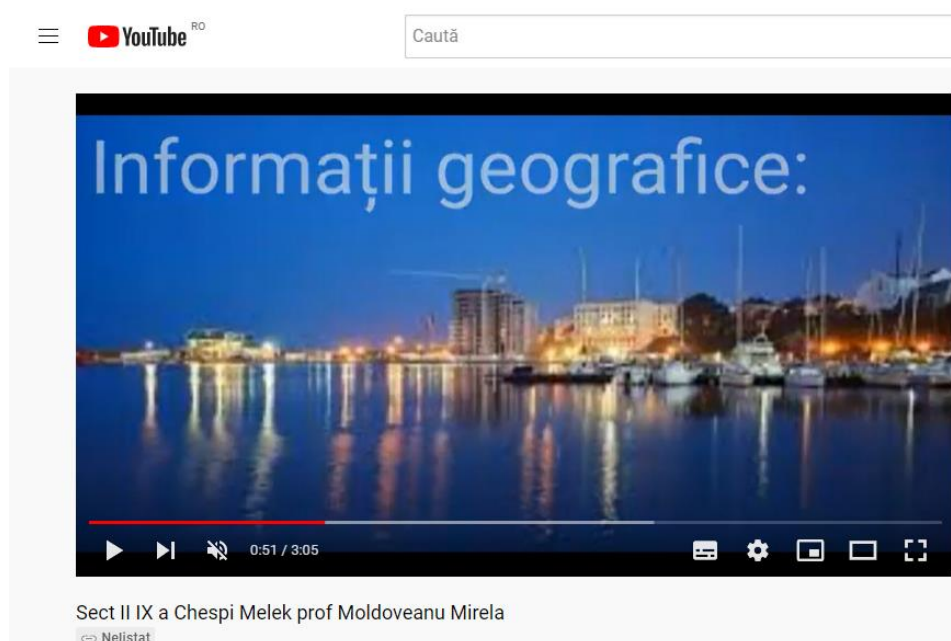 YouTube RO
Caută
Informații geografice:
0:51 / 3:05
Sect II IX a Chespi Melek prof Moldoveanu Mirela
Nelistat